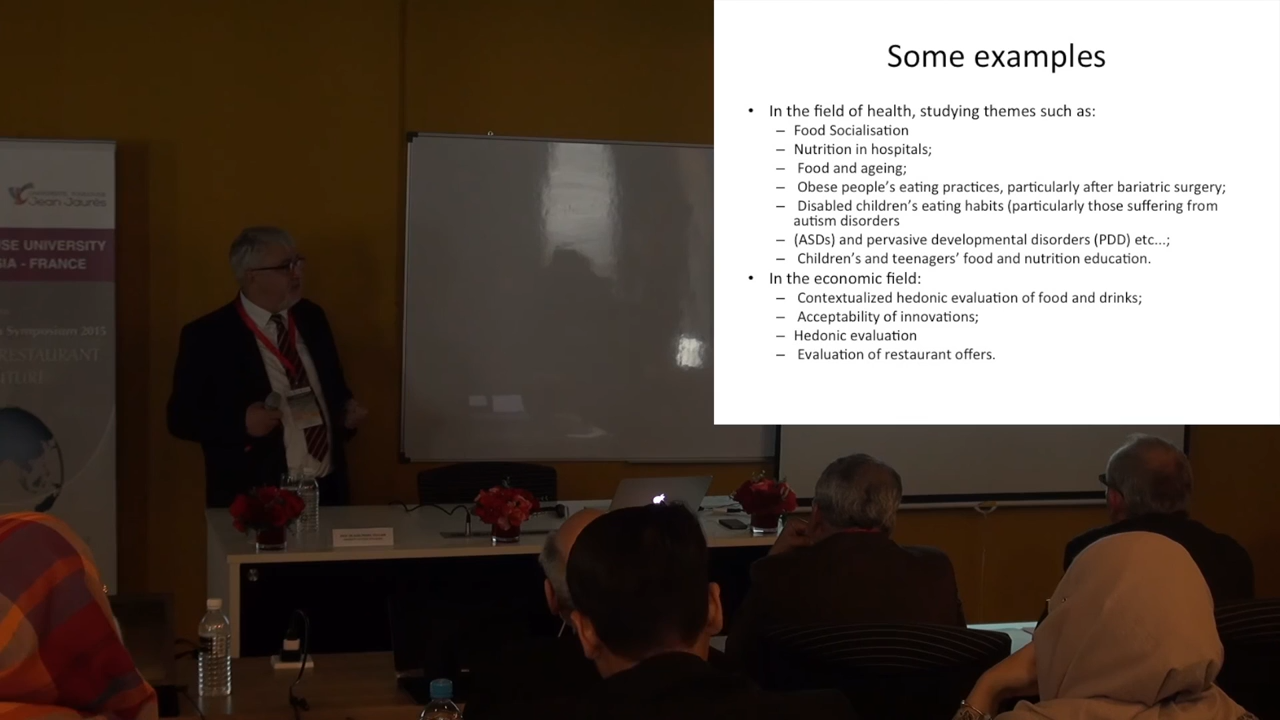 Some examples
• In the field of health, studying themes such as:
– Food Socialisation
– Nutrition in hospitals;
– Food and ageing;
– Obese people's eating practices, particularly after bariatric surgery;
– Disabled children's eating habits (particularly those suffering from
autism disorders
– (ASDs) and pervasive developmental disorders (PDD) etc...;
– Children's and teenagers' food and nutrition education.
• In the economic field:
– Contextualized hedonic evaluation of food and drinks;
– Acceptability of innovations;
– Hedonic evaluation
– Evaluation of restaurant offers.
Jean Jaurès
SE UNIVERSITY
SIA - FRANCE
Symposium 2015
RESTAURANT